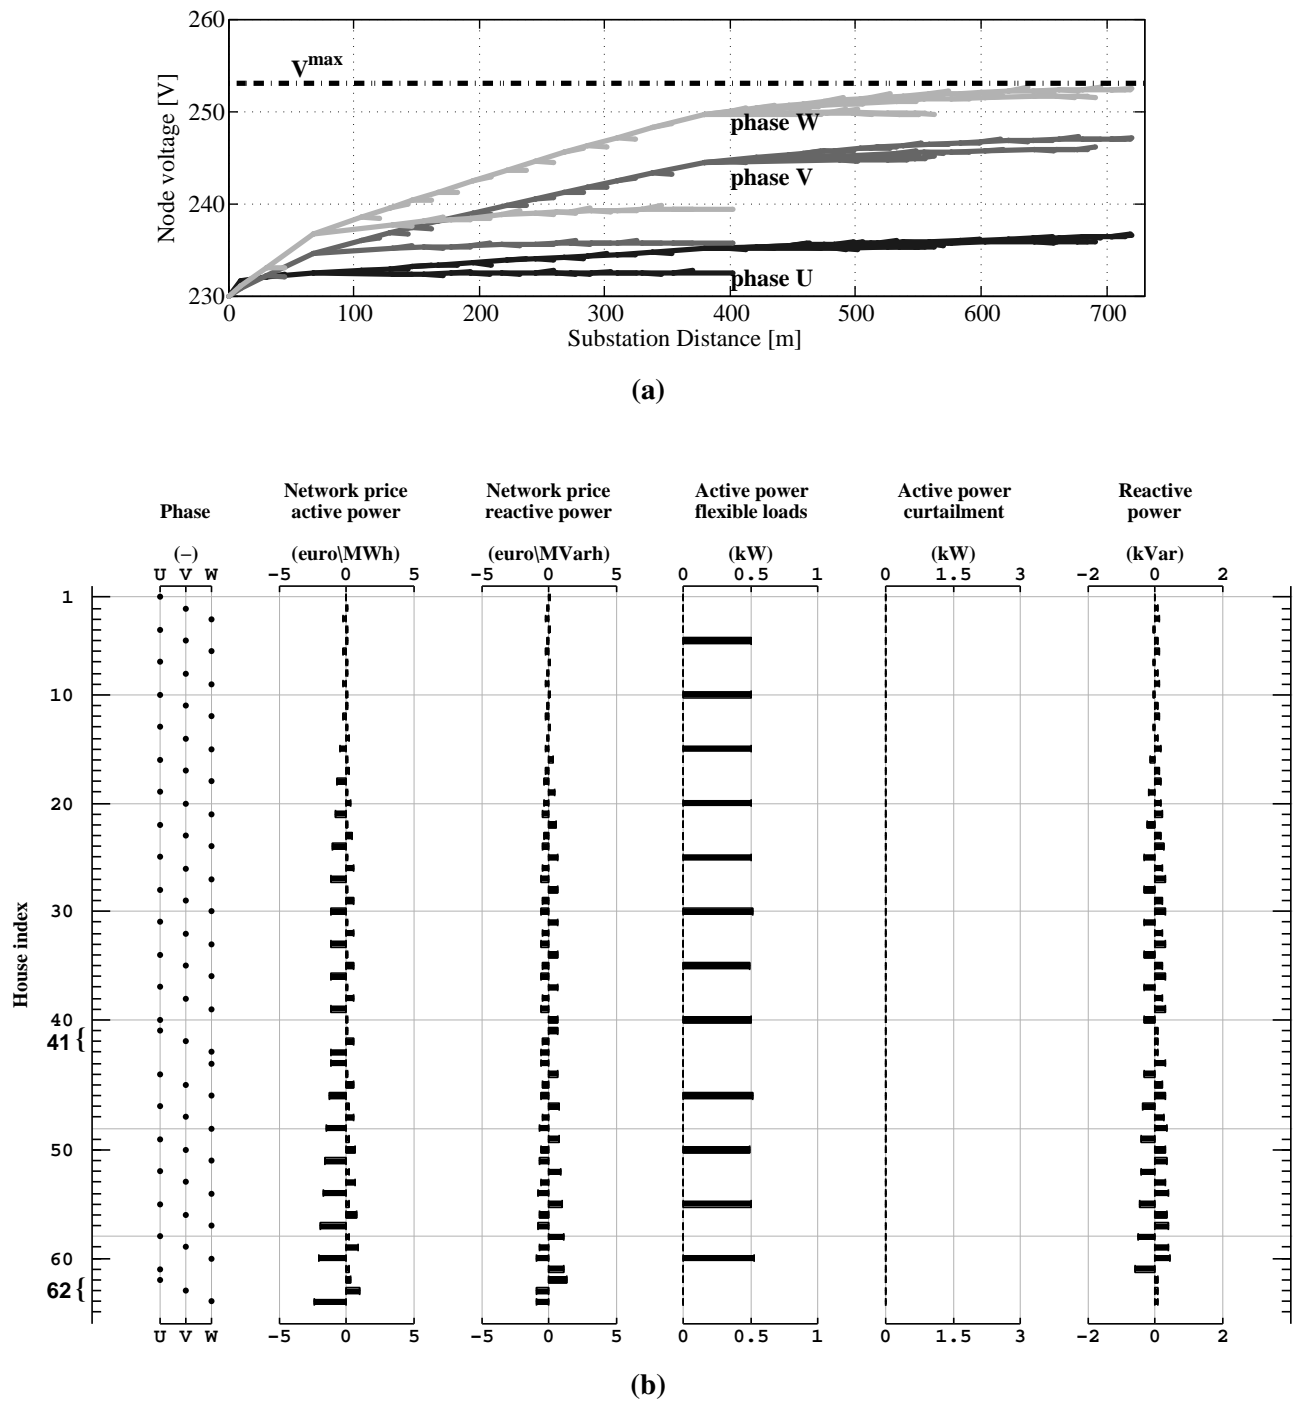 260
250
240
230
Node voltage [V]
V^max
phase W
phase V
phase U
0 100 200 300 400 500 600 700
Substation Distance [m]
(a)
Phase
(–)
U V W
Network price
active power
(euro\MWh)
−5 0 5
Network price
reactive power
(euro\MVarh)
−5 0 5
Active power
flexible loads
(kW)
0 0.5 1
Active power
curtailment
(kW)
0 1.5 3
Reactive
power
(kVar)
−2 0 2
House index
1
10
20
30
40
41{
50
60
62{
U V W −5 0 5 −5 0 5 0 0.5 1 0 1.5 3 −2 0 2
(b)